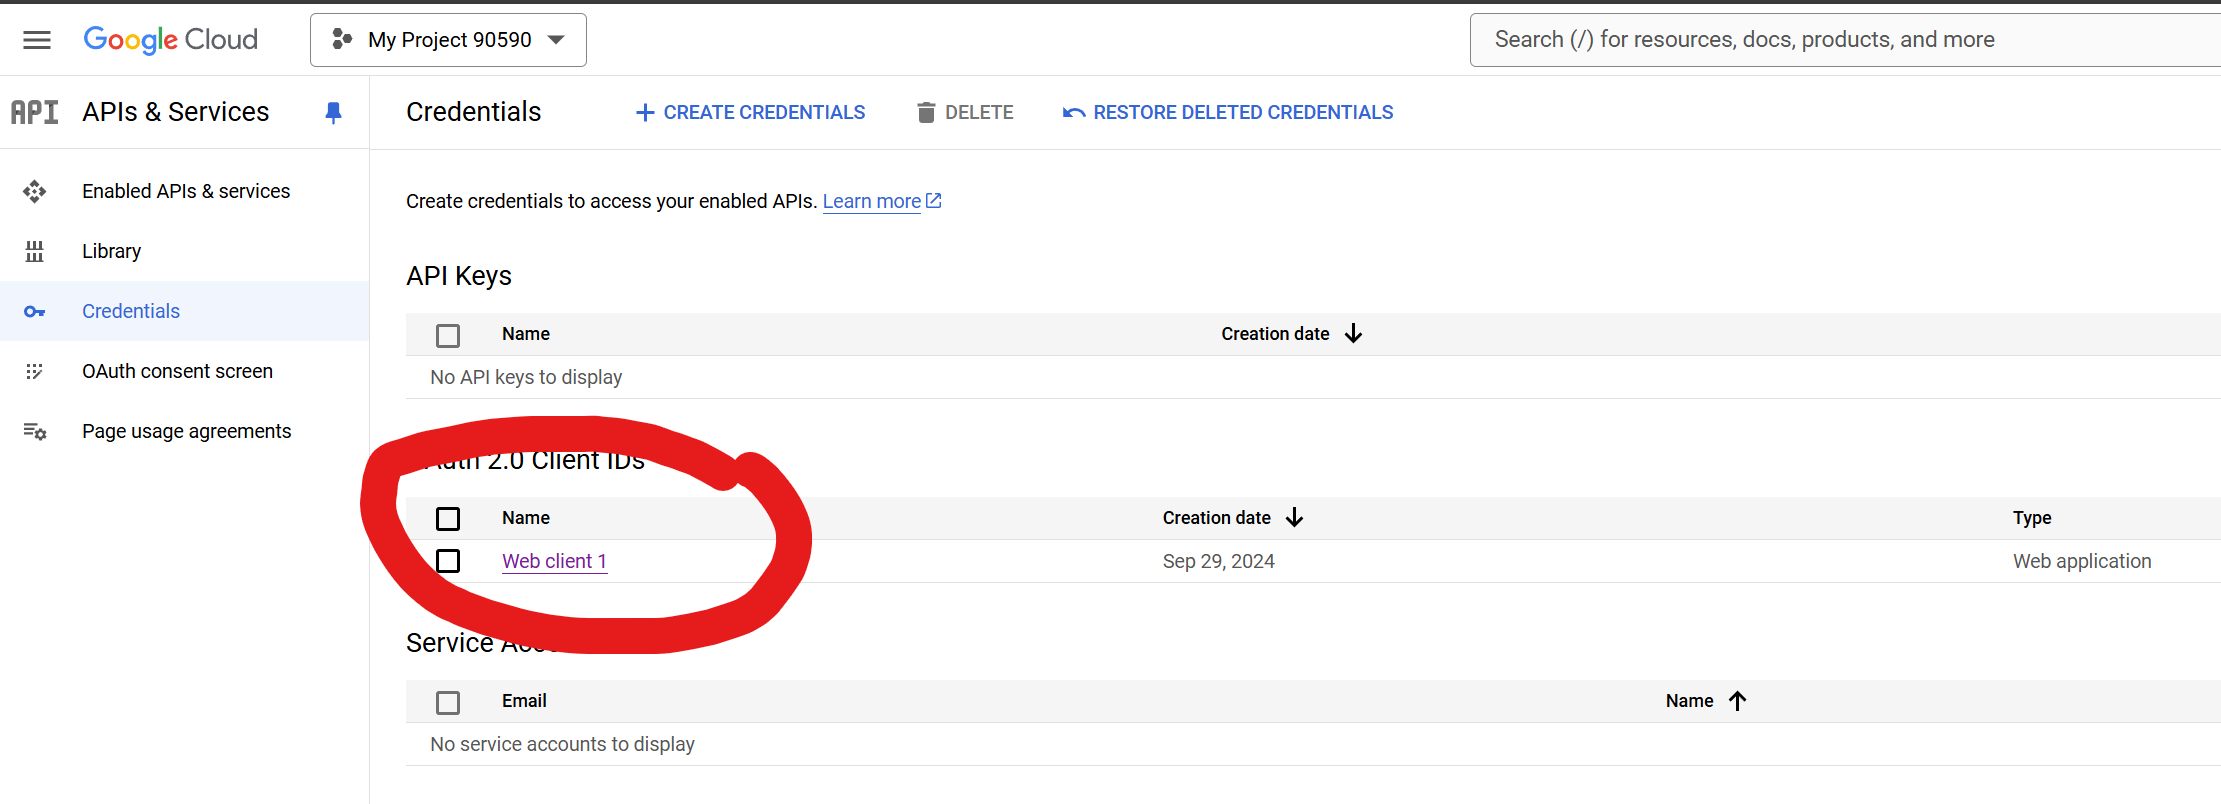 Google Cloud
My Project 90590
Search (/) for resources, docs, products, and more
API
APIs & Services
Credentials
CREATE CREDENTIALS
DELETE
RESTORE DELETED CREDENTIALS
Enabled APIs & services
Library
Credentials
OAuth consent screen
Page usage agreements
Create credentials to access your enabled APIs. Learn more
API Keys
Name Creation date
No API keys to display
Auth 2.0 Client IDs
Name Creation date Type
Web client 1 Sep 29, 2024 Web application
Service
Email Name
No service accounts to display